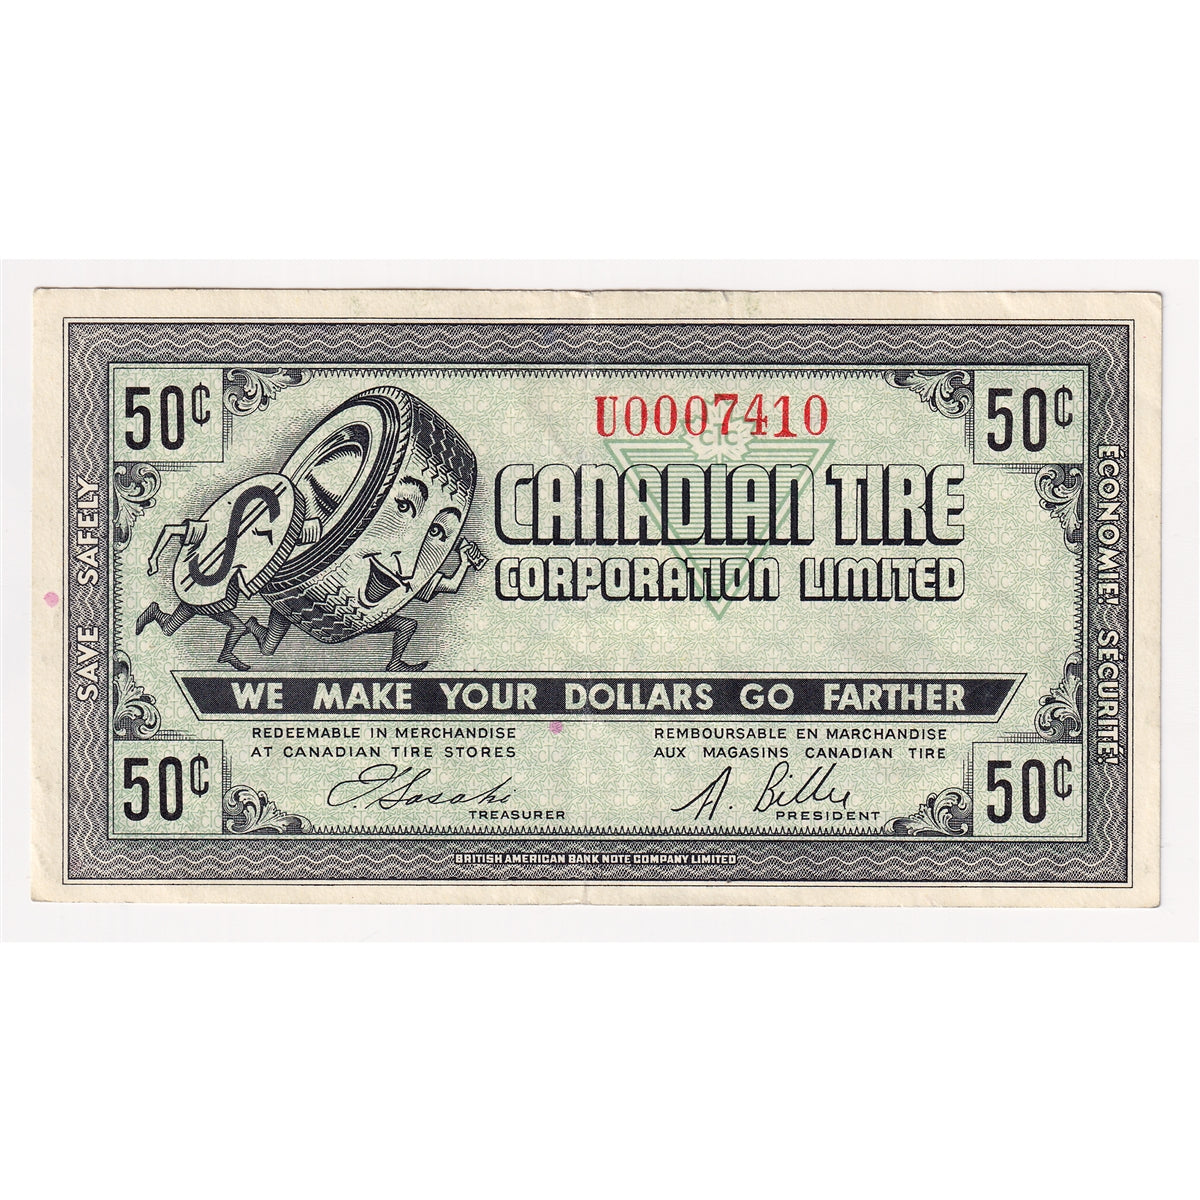 50¢
50¢
U0007410
CTC
$
CANADIAN TIRE
CORPORATION LIMITED
SAVE SAFELY
ÉCONOMIE! SÉCURITÉ!
WE MAKE YOUR DOLLARS GO FARTHER
REDEEMABLE IN MERCHANDISE
AT CANADIAN TIRE STORES
REMBOURSABLE EN MARCHANDISE
AUX MAGASINS CANADIAN TIRE
50¢
50¢
TREASURER
A. Billes
PRESIDENT
BRITISH AMERICAN BANK NOTE COMPANY LIMITED